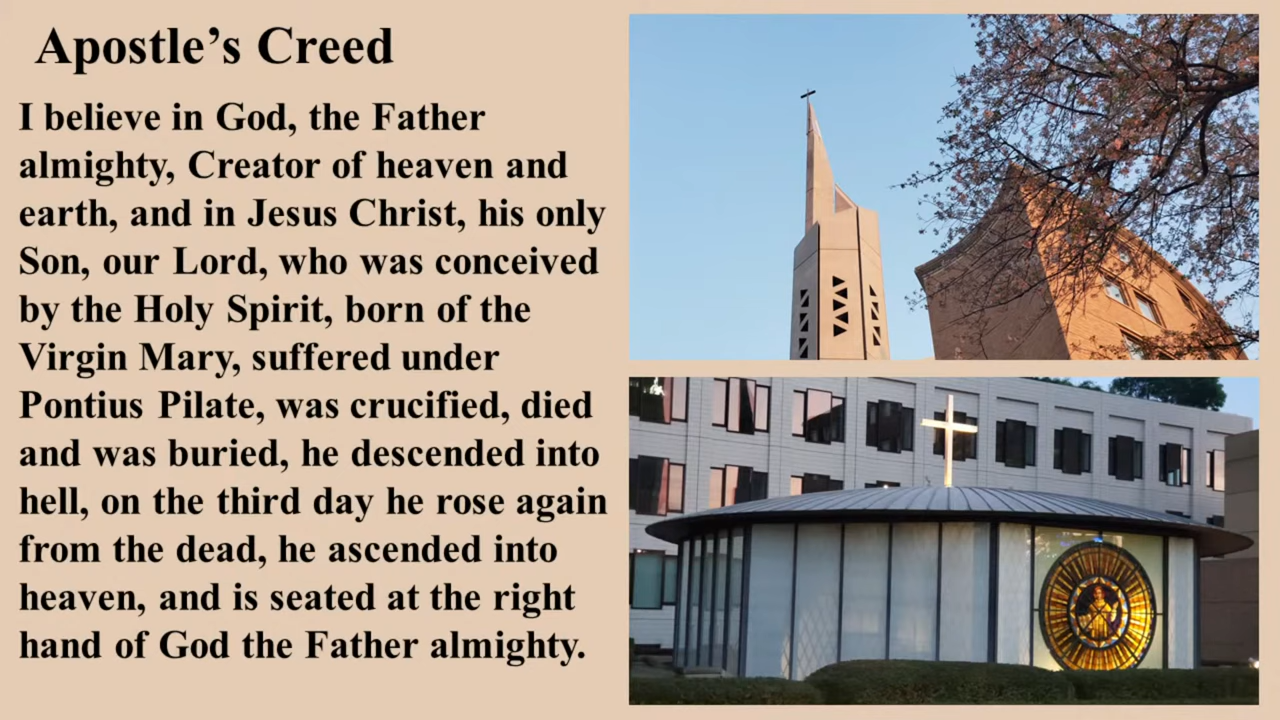 Apostle’s Creed
I believe in God, the Father
almighty, Creator of heaven and
earth, and in Jesus Christ, his only
Son, our Lord, who was conceived
by the Holy Spirit, born of the
Virgin Mary, suffered under
Pontius Pilate, was crucified, died
and was buried, he descended into
hell, on the third day he rose again
from the dead, he ascended into
heaven, and is seated at the right
hand of God the Father almighty.